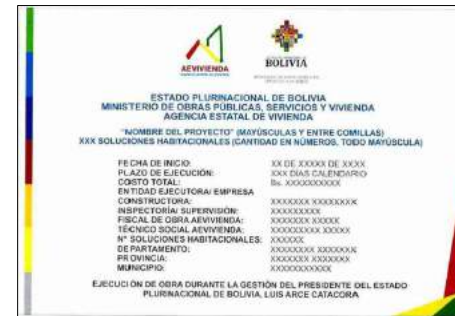 AEVIVIENDA
BOLIVIA
ESTADO PLURINACIONAL DE BOLIVIA
MINISTERIO DE OBRAS PÚBLICAS, SERVICIOS Y VIVIENDA
AGENCIA ESTATAL DE VIVIENDA
"NOMBRE DEL PROYECTO" (MAYÚSCULAS Y ENTRE COMILLAS)
XXX SOLUCIONES HABITACIONALES (CANTIDAD EN NÚMEROS, TODO MAYÚSCULA)
FECHA DE INICIO: XX DE XXXXX DE XXXX
PLAZO DE EJECUCIÓN: XXX DÍAS CALENDARIO
COSTO TOTAL: Bs. XXXXXXXXXX
ENTIDAD EJECUTORA/ EMPRESA
CONSTRUCTORA: XXXXXXX XXXXXXXX
INSPECTORÍA/ SUPERVISIÓN: XXXXXXXXX
FISCAL DE OBRA AEVIVIENDA: XXXXXXX XXXXX
TÉCNICO SOCIAL AEVIVIENDA: XXXXXXXXX XXXXX
N° SOLUCIONES HABITACIONALES: XXXXXX
DEPARTAMENTO: XXXXXXXX XXXXXXX
PROVINCIA: XXXXXXX XXXXXXX
MUNICIPIO: XXXXXXXXXXX
EJECUCIÓN DE OBRA DURANTE LA GESTIÓN DEL PRESIDENTE DEL ESTADO
PLURINACIONAL DE BOLIVIA, LUIS ARCE CATACORA